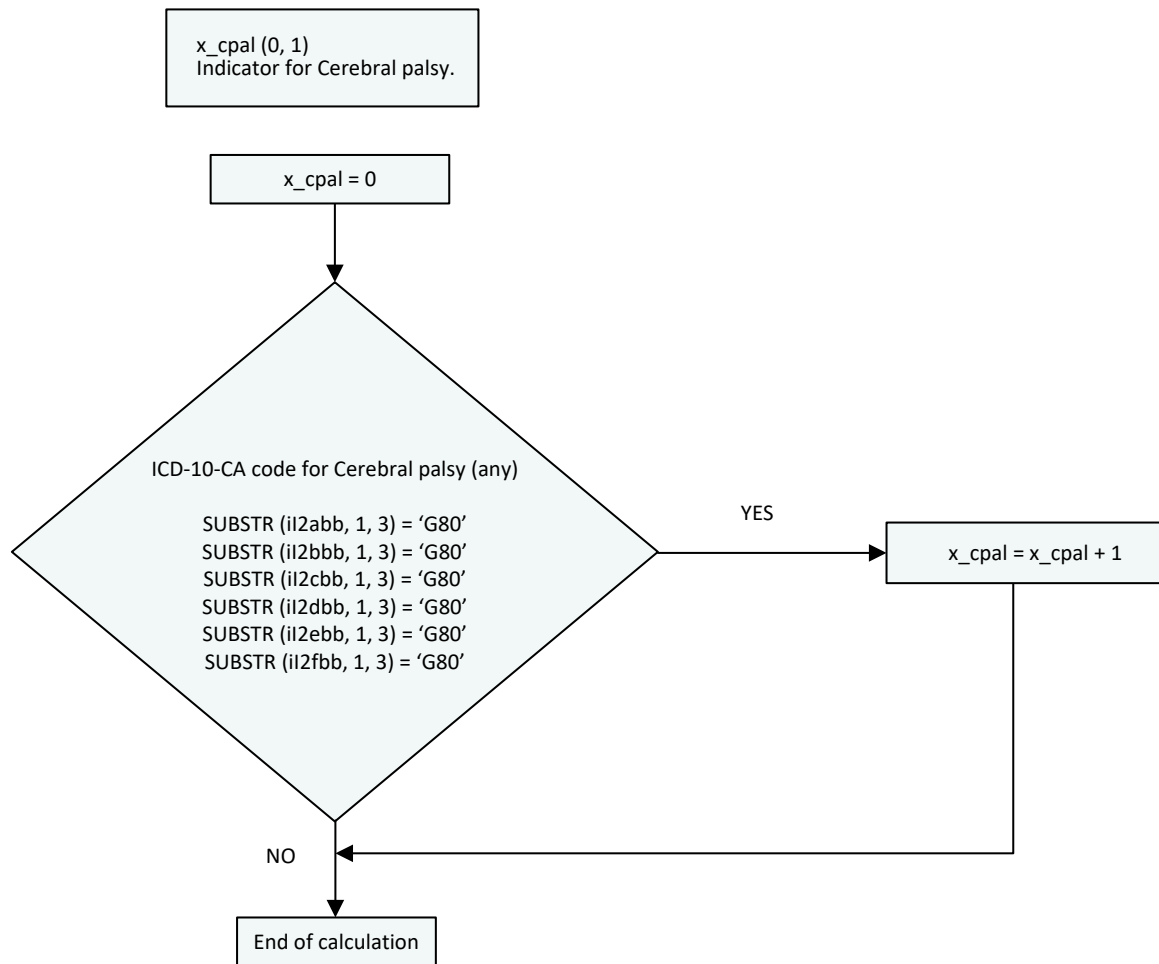 x_cpal (0, 1)
Indicator for Cerebral palsy.
x_cpal = 0
ICD-10-CA code for Cerebral palsy (any)
SUBSTR (iI2abb, 1, 3) = ‘G80’
SUBSTR (iI2bbb, 1, 3) = ‘G80’
SUBSTR (iI2cbb, 1, 3) = ‘G80’
SUBSTR (iI2dbb, 1, 3) = ‘G80’
SUBSTR (iI2ebb, 1, 3) = ‘G80’
SUBSTR (iI2fbb, 1, 3) = ‘G80’
YES
x_cpal = x_cpal + 1
NO
End of calculation